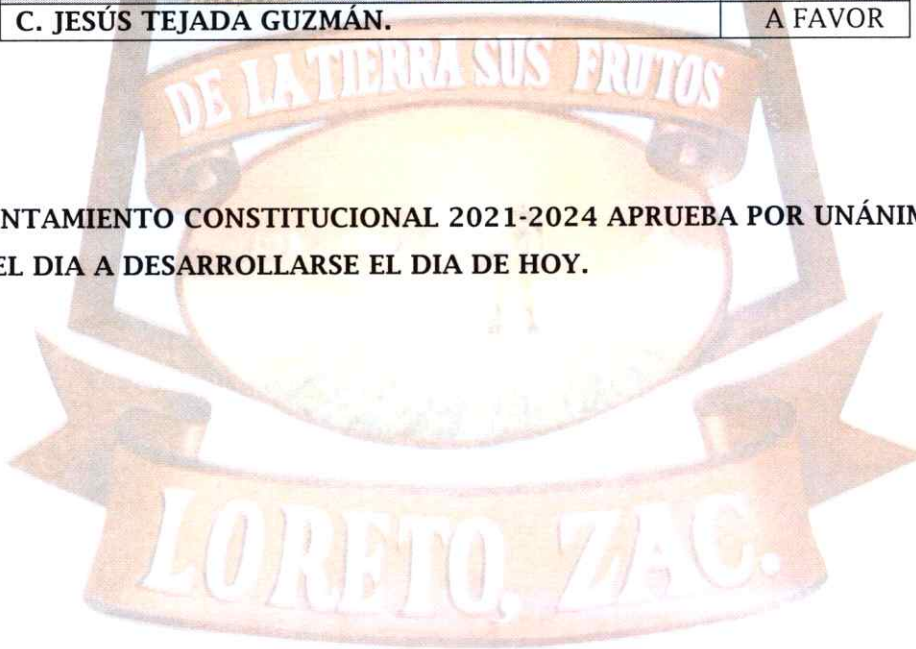 C. JESÚS TEJADA GUZMÁN. A FAVOR
DE LA TIERRA SUS FRUTOS
NTAMIENTO CONSTITUCIONAL 2021-2024 APRUEBA POR UNÁNIM
EL DIA A DESARROLLARSE EL DIA DE HOY.
LORETO, ZAC.